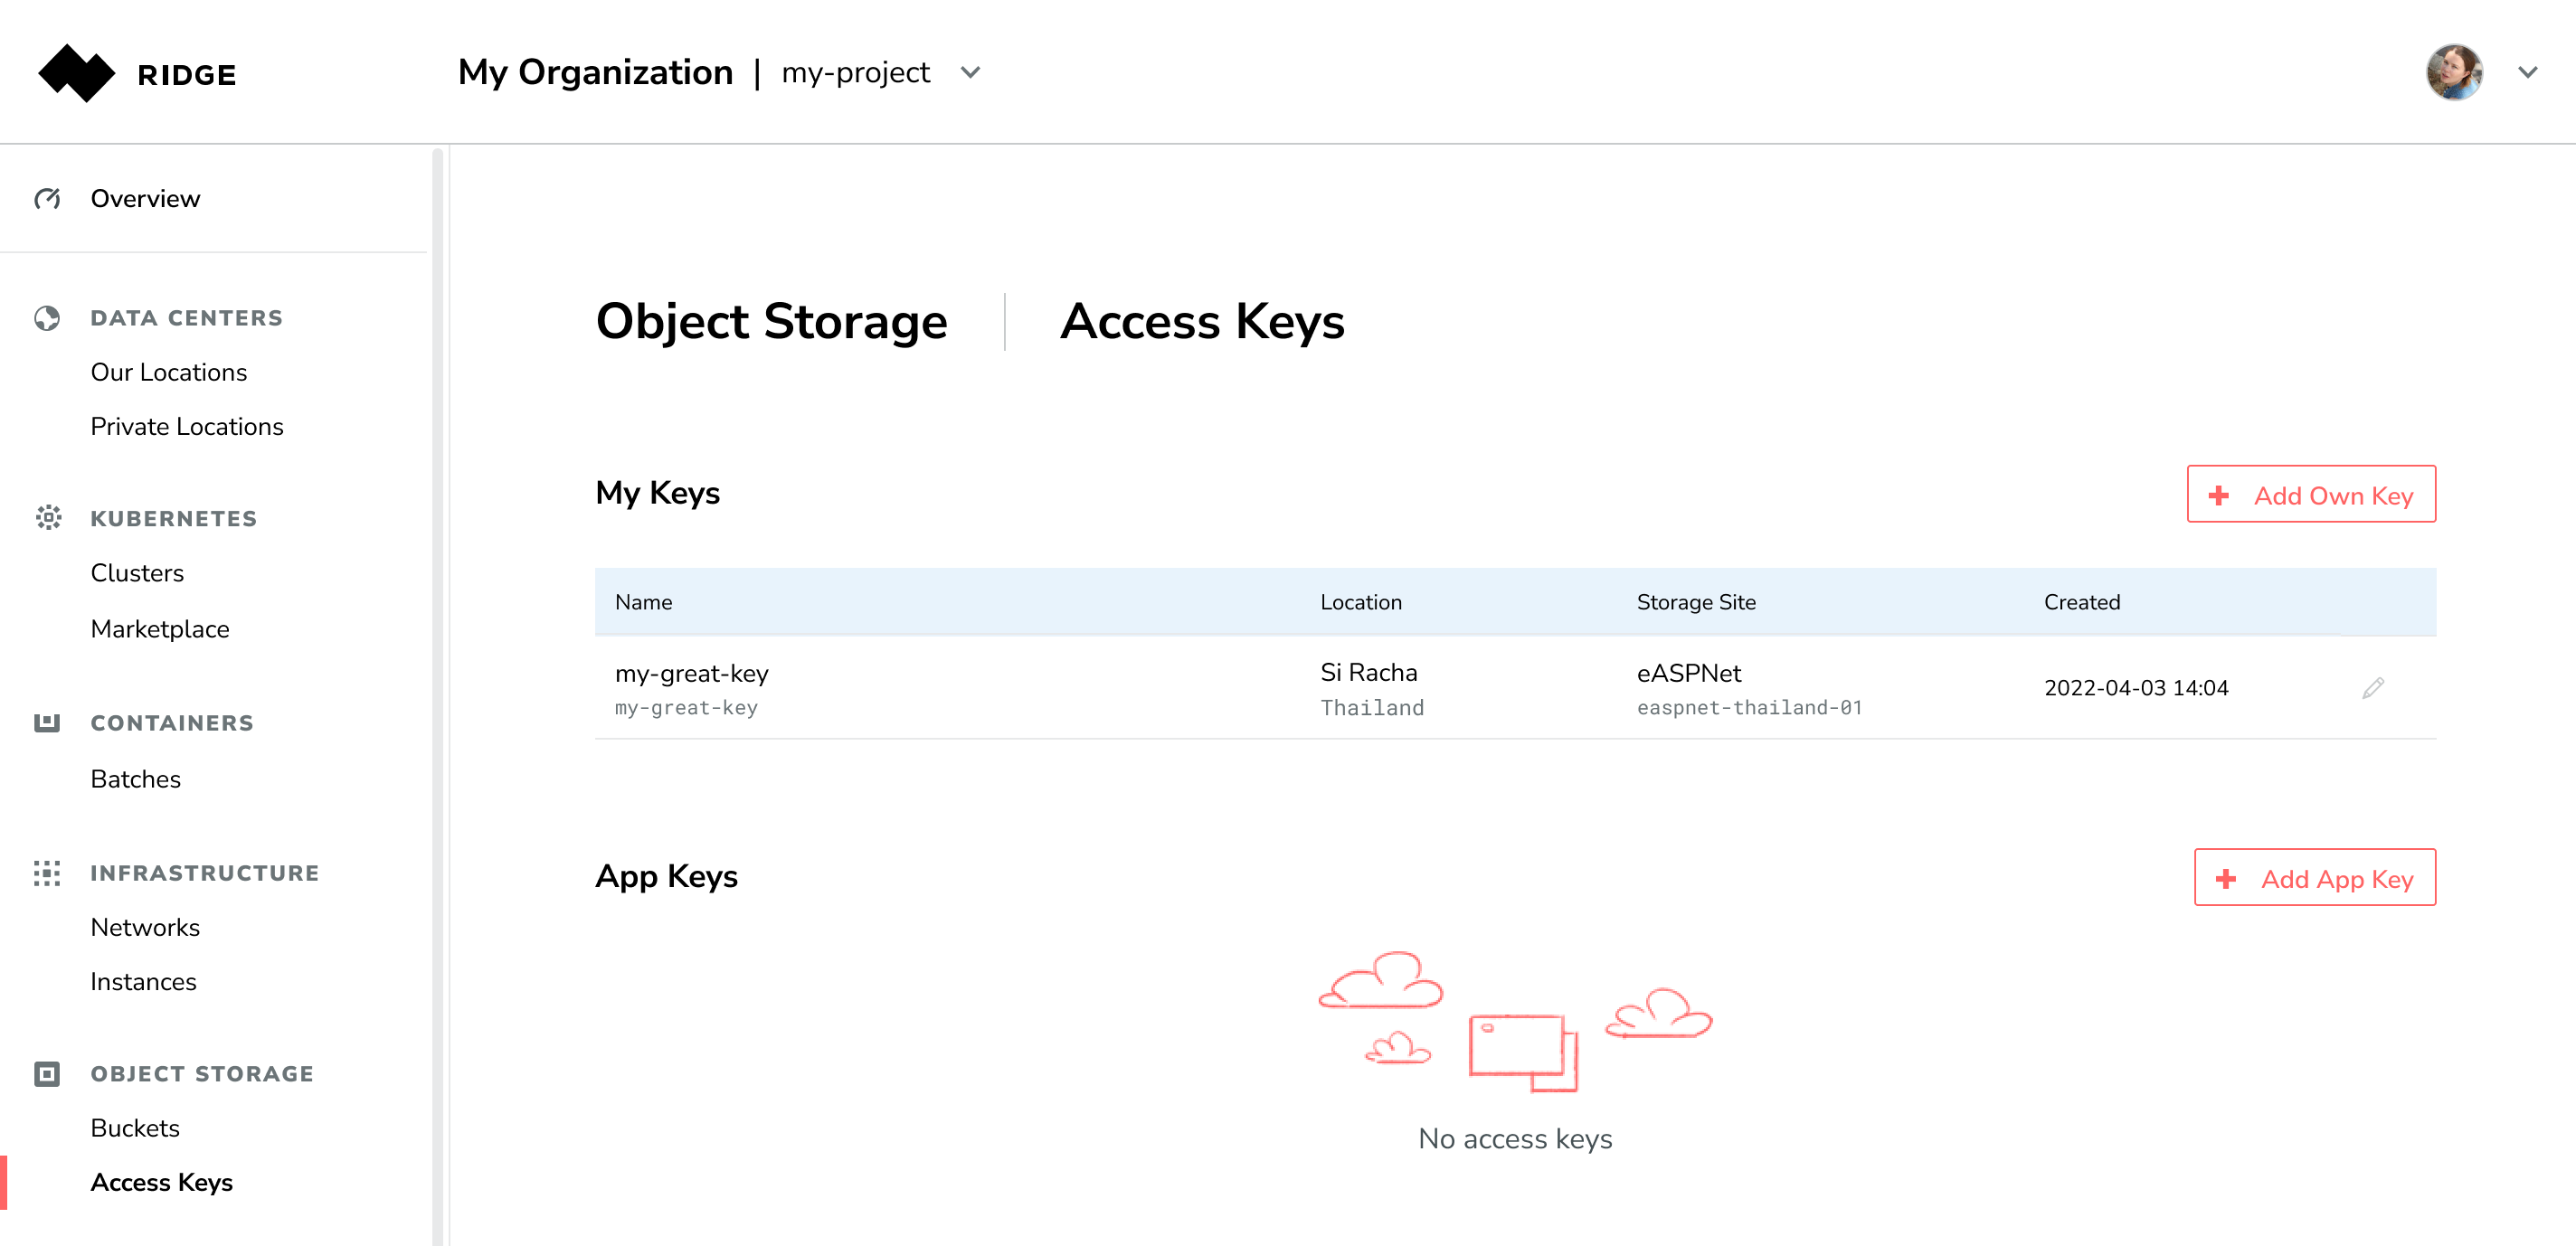 RIDGE
My Organization | my-project
Overview
DATA CENTERS
Our Locations
Private Locations
KUBERNETES
Clusters
Marketplace
CONTAINERS
Batches
INFRASTRUCTURE
Networks
Instances
OBJECT STORAGE
Buckets
Access Keys
Object Storage Access Keys
My Keys
Add Own Key
Name Location Storage Site Created
my-great-key Si Racha eASPNet 2022-04-03 14:04
my-great-key Thailand easpnet-thailand-01
App Keys
Add App Key
No access keys